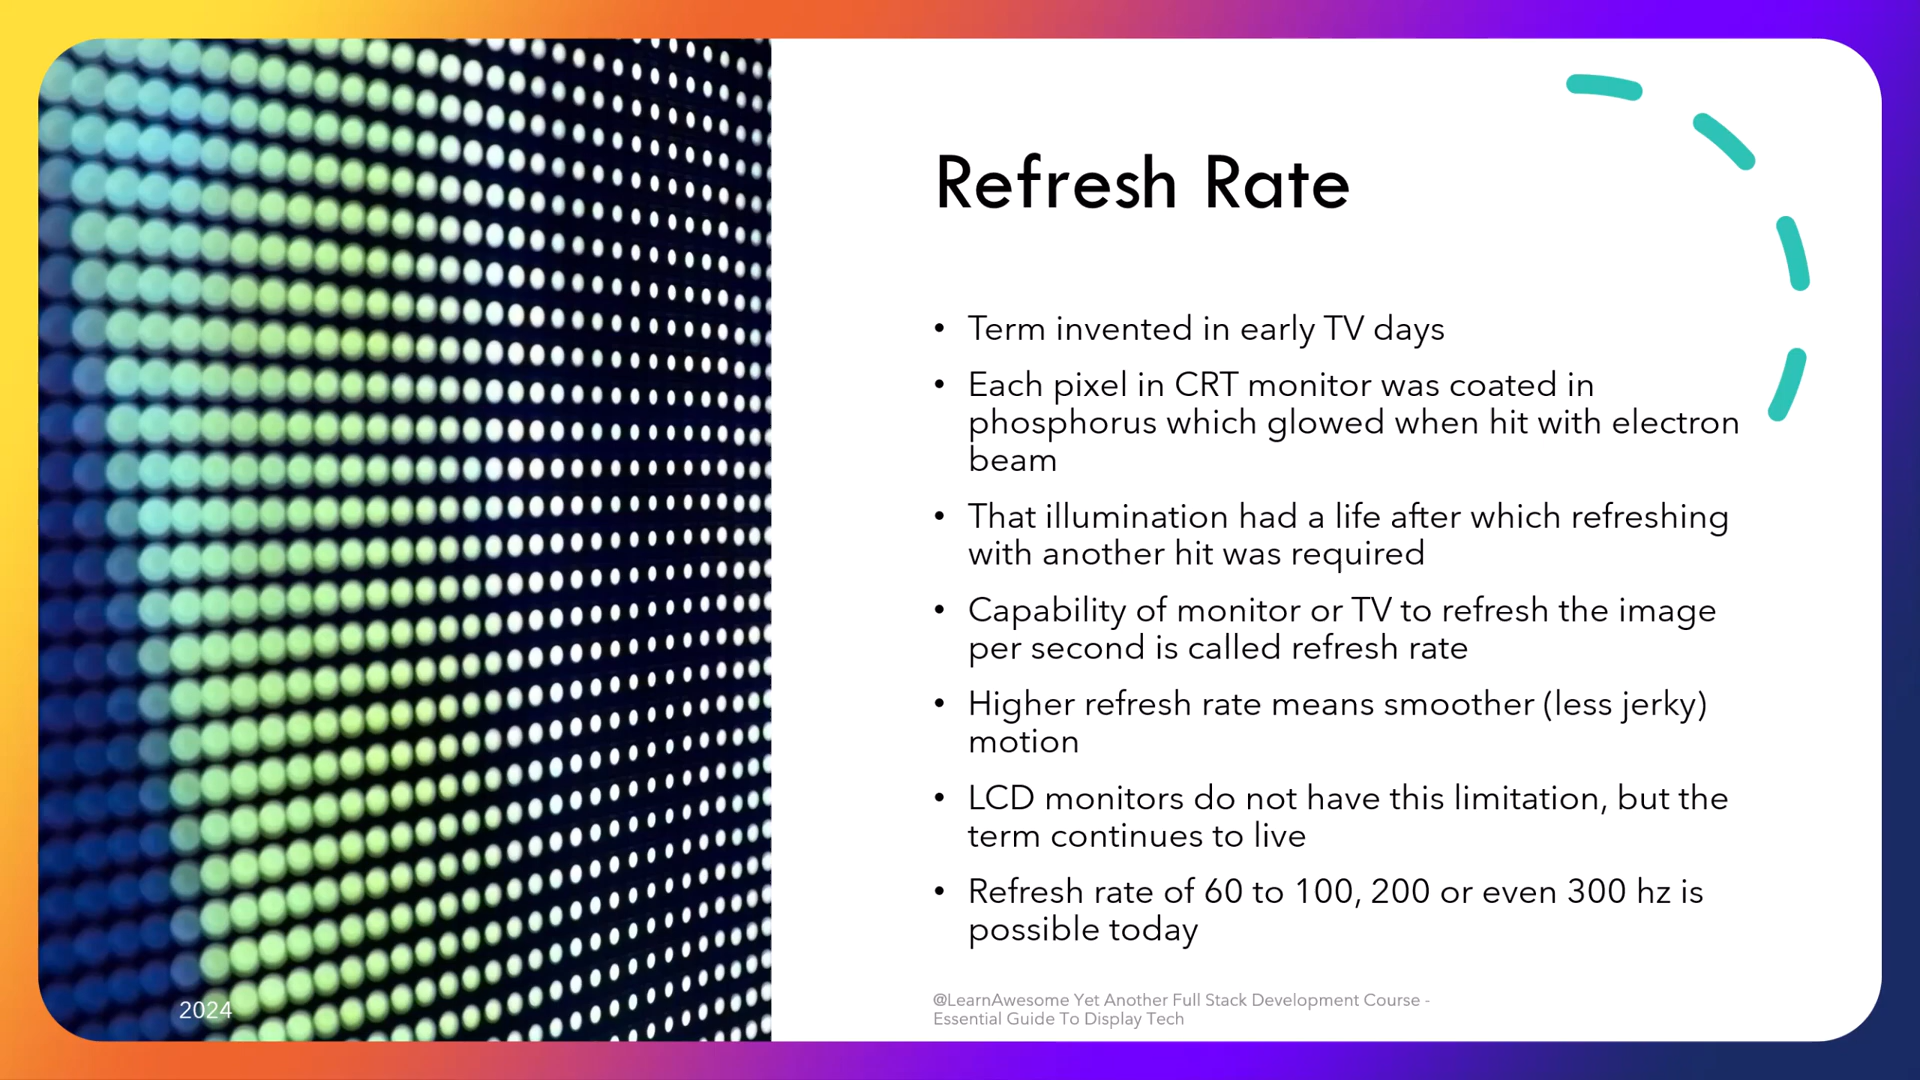 Refresh Rate
• Term invented in early TV days
• Each pixel in CRT monitor was coated in
phosphorus which glowed when hit with electron
beam
• That illumination had a life after which refreshing
with another hit was required
• Capability of monitor or TV to refresh the image
per second is called refresh rate
• Higher refresh rate means smoother (less jerky)
motion
• LCD monitors do not have this limitation, but the
term continues to live
• Refresh rate of 60 to 100, 200 or even 300 hz is
possible today
2024
@LearnAwesome Yet Another Full Stack Development Course -
Essential Guide To Display Tech